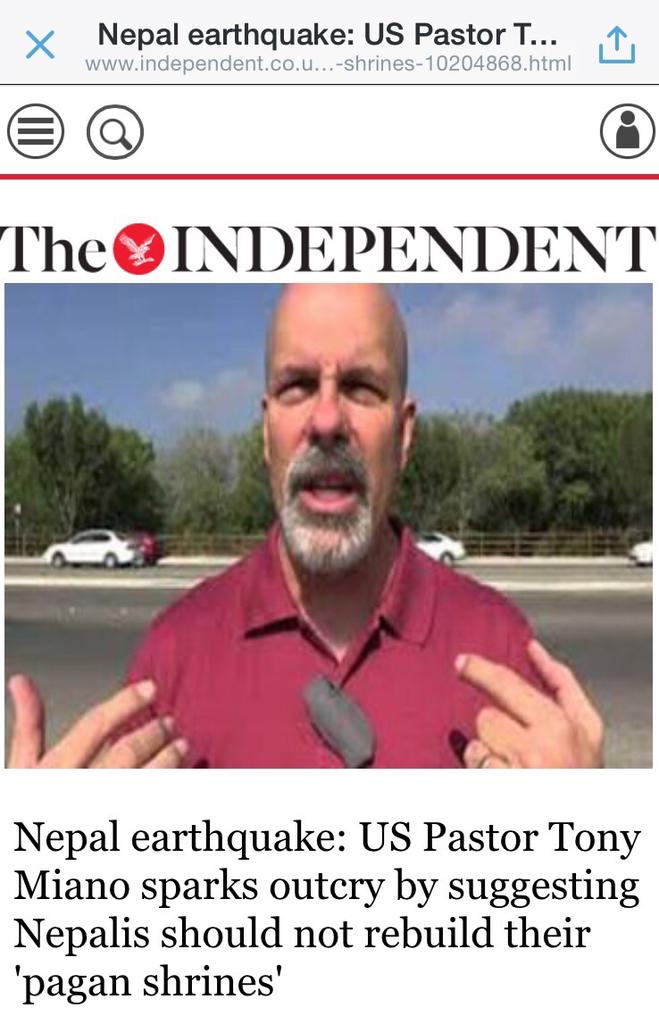 Nepal earthquake: US Pastor T...
www.independent.co.u...-shrines-10204868.html
The INDEPENDENT
Nepal earthquake: US Pastor Tony
Miano sparks outcry by suggesting
Nepalis should not rebuild their
'pagan shrines'